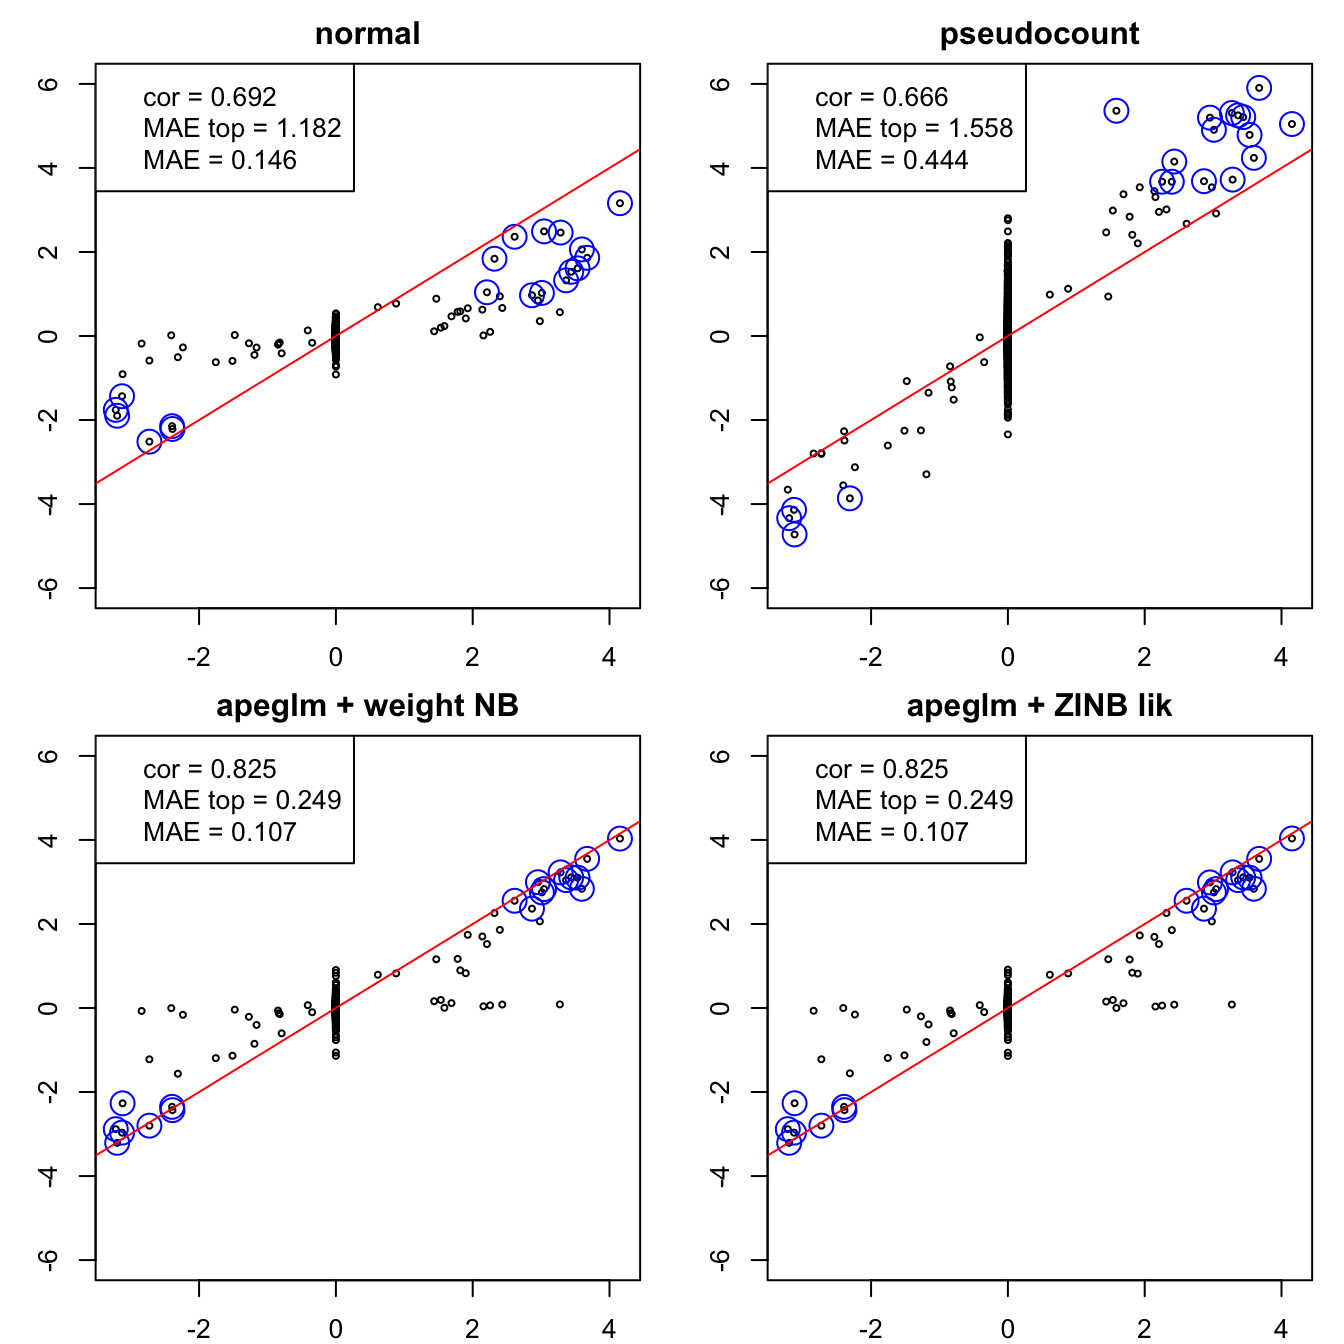 normal
cor = 0.692
MAE top = 1.182
MAE = 0.146
6
4
2
0
-2
-4
-6
-2 0 2 4
pseudocount
cor = 0.666
MAE top = 1.558
MAE = 0.444
6
4
2
0
-2
-4
-6
-2 0 2 4
apeglm + weight NB
cor = 0.825
MAE top = 0.249
MAE = 0.107
6
4
2
0
-2
-4
-6
-2 0 2 4
apeglm + ZINB lik
cor = 0.825
MAE top = 0.249
MAE = 0.107
6
4
2
0
-2
-4
-6
-2 0 2 4